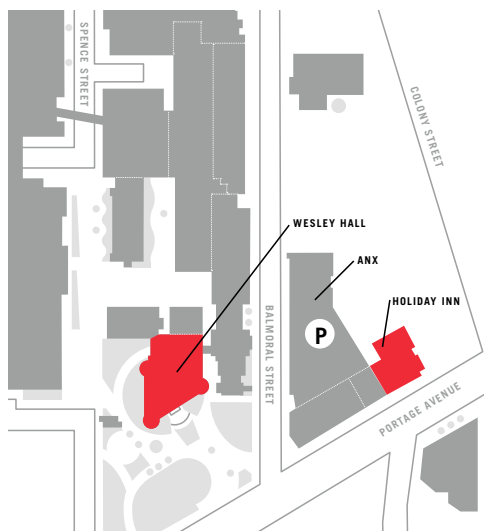 SPENCE STREET
COLONY STREET
WESLEY HALL
ANX
HOLIDAY INN
BALMORAL STREET
P
PORTAGE AVENUE